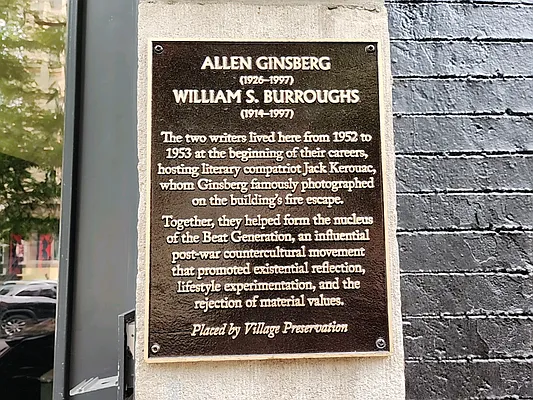 ALLEN GINSBERG
(1926–1997)
WILLIAM S. BURROUGHS
(1914–1997)
The two writers lived here from 1952 to
1953 at the beginning of their careers,
hosting literary compatriot Jack Kerouac,
whom Ginsberg famously photographed
on the building's fire escape.
Together, they helped form the nucleus
of the Beat Generation, an influential
post-war countercultural movement
that promoted existential reflection,
lifestyle experimentation, and the
rejection of material values.
Placed by Village Preservation